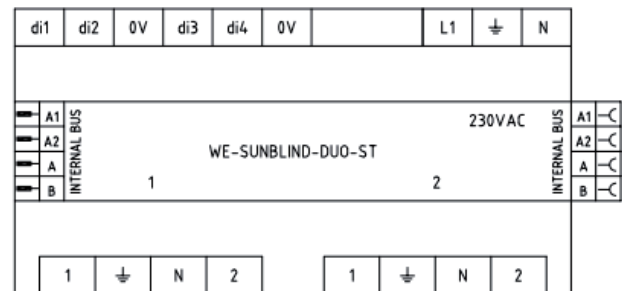 di1 di2 0V di3 di4 0V L1 ⏚ N
A1 INTERNAL BUS 230VAC INTERNAL BUS A1
A2 A2
WE-SUNBLIND-DUO-ST
A A
B 1 2 B
1 ⏚ N 2 1 ⏚ N 2